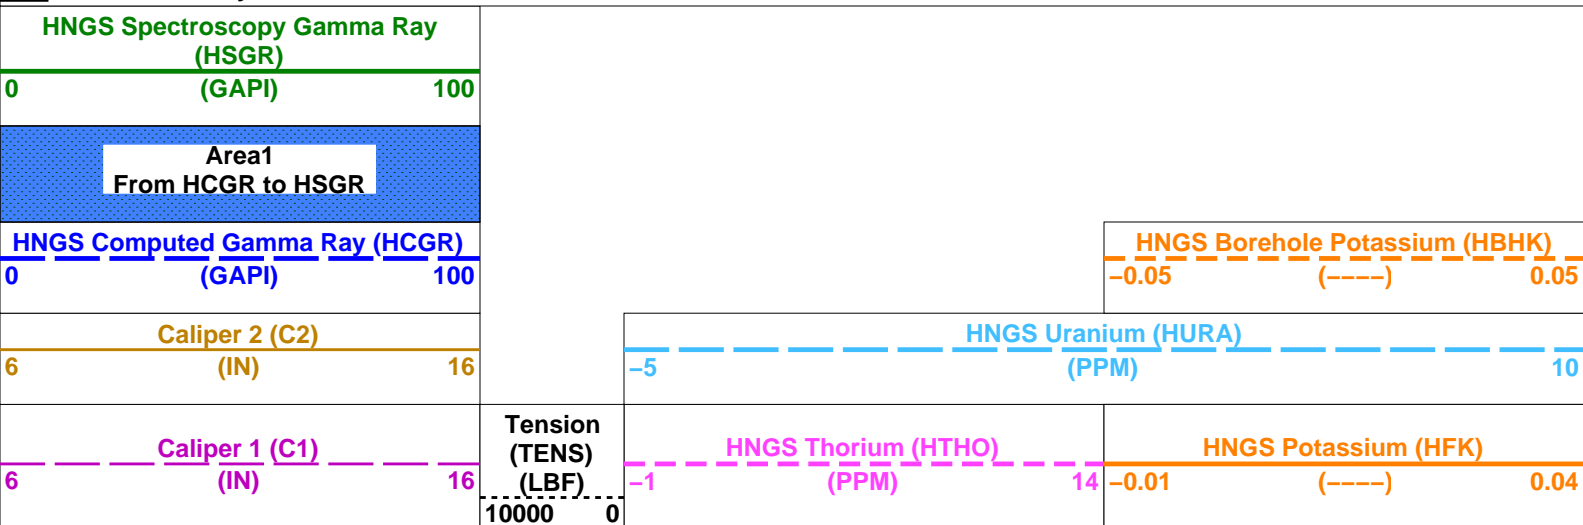 HNGS Spectroscopy Gamma Ray
(HSGR)
0 (GAPI) 100
Area1
From HCGR to HSGR
HNGS Computed Gamma Ray (HCGR)
0 (GAPI) 100
HNGS Borehole Potassium (HBHK)
−0.05 (−−−−) 0.05
Caliper 2 (C2)
6 (IN) 16
HNGS Uranium (HURA)
−5 (PPM) 10
Caliper 1 (C1)
6 (IN) 16
Tension
(TENS)
(LBF)
10000 0
HNGS Thorium (HTHO)
−1 (PPM) 14
HNGS Potassium (HFK)
−0.01 (−−−−) 0.04